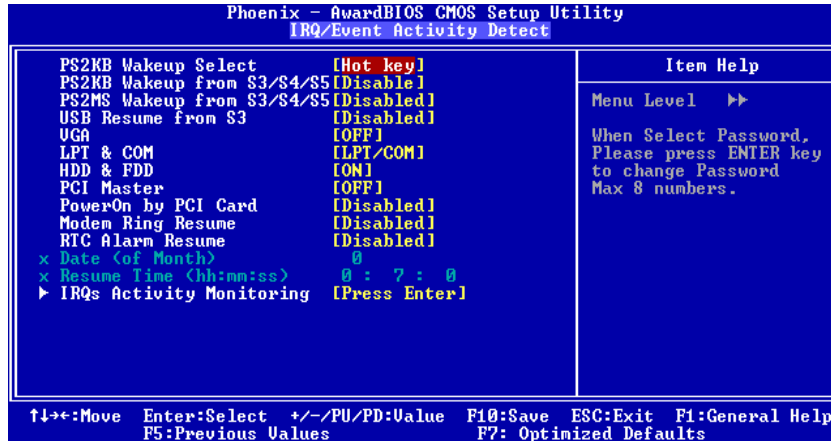 Phoenix - AwardBIOS CMOS Setup Utility
IRQ/Event Activity Detect
PS2KB Wakeup Select [Hot key]
PS2KB Wakeup from S3/S4/S5[Disable]
PS2MS Wakeup from S3/S4/S5[Disabled]
USB Resume from S3 [Disabled]
VGA [OFF]
LPT & COM [LPT/COM]
HDD & FDD [ON]
PCI Master [OFF]
PowerOn by PCI Card [Disabled]
Modem Ring Resume [Disabled]
RTC Alarm Resume [Disabled]
x Date (of Month) 0
x Resume Time (hh:mm:ss) 0 : 7 : 0
▶ IRQs Activity Monitoring [Press Enter]
Item Help
Menu Level ▶▶
When Select Password,
Please press ENTER key
to change Password
Max 8 numbers.
↑↓→←:Move Enter:Select +/-/PU/PD:Value F10:Save ESC:Exit F1:General Help
F5:Previous Values F7: Optimized Defaults